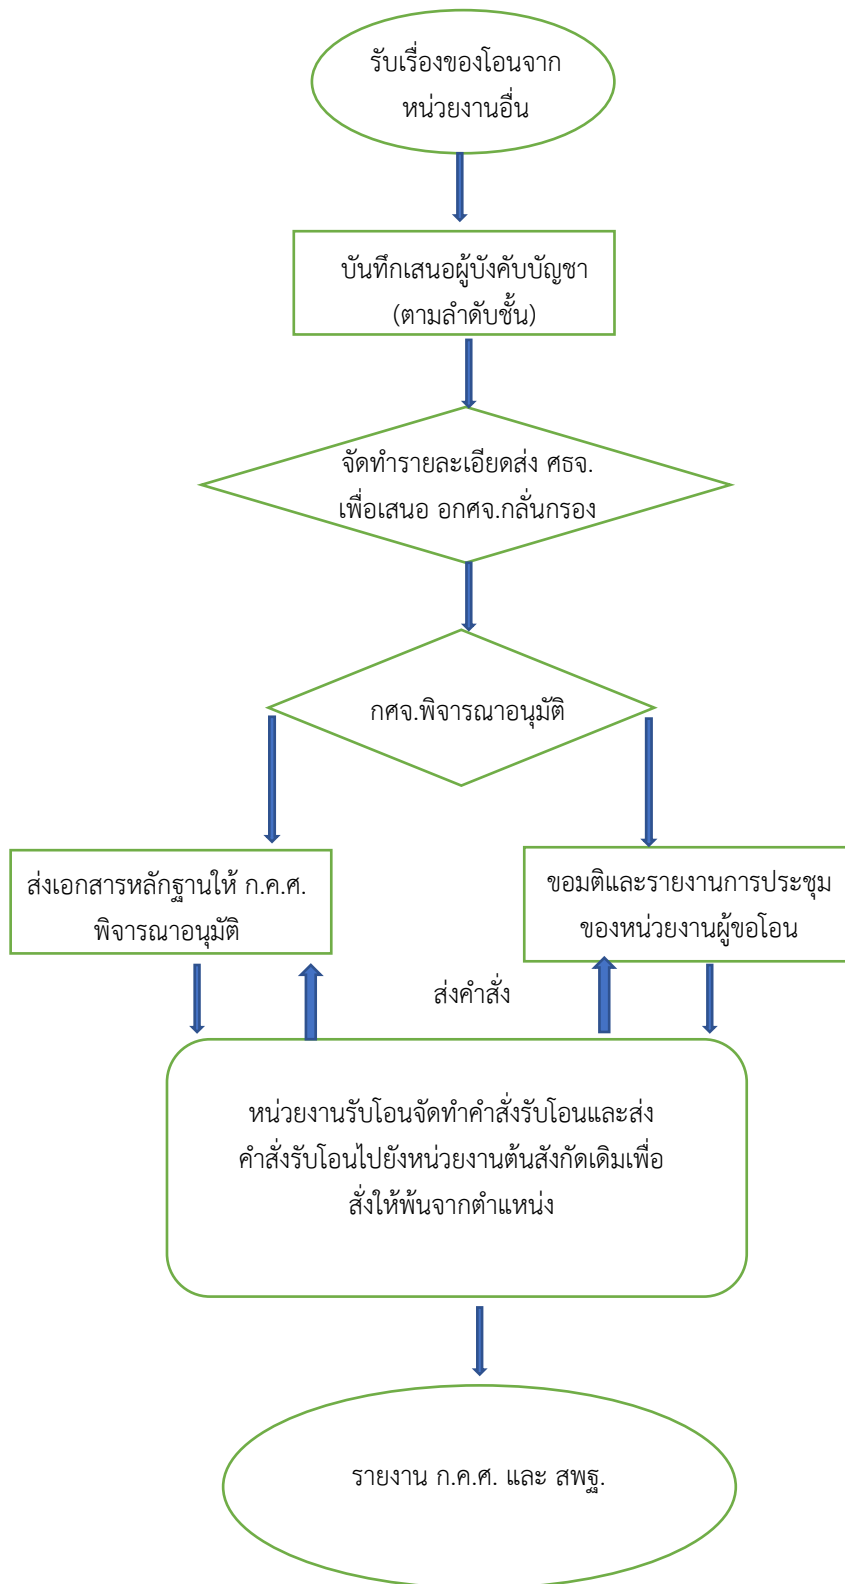 รับเรื่องของโอนจาก
หน่วยงานอื่น
บันทึกเสนอผู้บังคับบัญชา
(ตามลำดับชั้น)
จัดทำรายละเอียดส่ง ศธจ.
เพื่อเสนอ อกศจ.กลั่นกรอง
กศจ.พิจารณาอนุมัติ
ส่งเอกสารหลักฐานให้ ก.ค.ศ.
พิจารณาอนุมัติ
ขอมติและรายงานการประชุม
ของหน่วยงานผู้ขอโอน
ส่งคำสั่ง
หน่วยงานรับโอนจัดทำคำสั่งรับโอนและส่ง
คำสั่งรับโอนไปยังหน่วยงานต้นสังกัดเดิมเพื่อ
สั่งให้พ้นจากตำแหน่ง
รายงาน ก.ค.ศ. และ สพฐ.